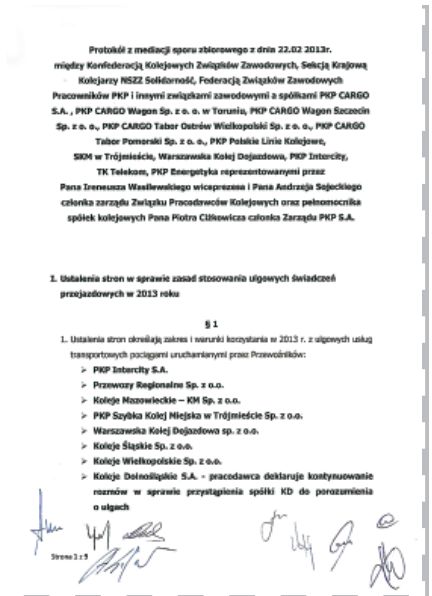 Protokół z mediacji sporu zbiorowego z dnia 22.02 2013r.
między Konfederacją Kolejowych Związków Zawodowych, Sekcją Krajową
Kolejarzy NSZZ Solidarność, Federacją Związków Zawodowych
Pracowników PKP i innymi związkami zawodowymi a spółkami PKP CARGO
S.A. , PKP CARGO Wagon Sp. z o. o. w Toruniu, PKP CARGO Wagon Szczecin
Sp. z o. o., PKP CARGO Tabor Ostrów Wielkopolski Sp. z o. o., PKP CARGO
Tabor Pomorski Sp. z o. o., PKP Polskie Linie Kolejowe,
SKM w Trójmieście, Warszawska Kolej Dojazdowa, PKP Intercity,
TK Telekom, PKP Energetyka reprezentowanymi przez
Pana Ireneusza Wasilewskiego wiceprezesa i Pana Andrzeja Sojeckiego
członka zarządu Związku Pracodawców Kolejowych oraz pełnomocnika
spółek kolejowych Pana Piotra Ciżkowicza członka Zarządu PKP S.A.
I. Ustalenia stron w sprawie zasad stosowania ulgowych świadczeń
przejazdowych w 2013 roku
§ 1
1. Ustalenia stron określają zakres i warunki korzystania w 2013 r. z ulgowych usług
transportowych pociągami uruchamianymi przez Przewoźników:
➢ PKP Intercity S.A.
➢ Przewozy Regionalne Sp. z o.o.
➢ Koleje Mazowieckie – KM Sp. z o.o.
➢ PKP Szybka Kolej Miejska w Trójmieście Sp. z o.o.
➢ Warszawska Kolej Dojazdowa sp. z o.o.
➢ Koleje Śląskie Sp. z o.o.
➢ Koleje Wielkopolskie Sp. z o.o.
➢ Koleje Dolnośląskie S.A. - pracodawca deklaruje kontynuowanie
rozmów w sprawie przystąpienia spółki KD do porozumienia
o ulgach
Strona 1 z 9